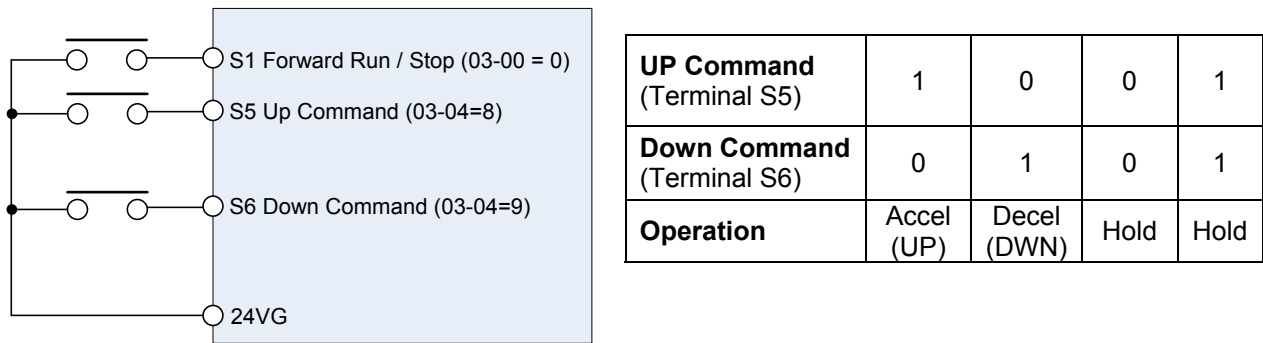 S1 Forward Run / Stop (03-00 = 0)
S5 Up Command (03-04=8)
S6 Down Command (03-04=9)
24VG
UP Command
(Terminal S5)
1 0 0 1
Down Command
(Terminal S6)
0 1 0 1
Operation
Accel
(UP)
Decel
(DWN)
Hold Hold